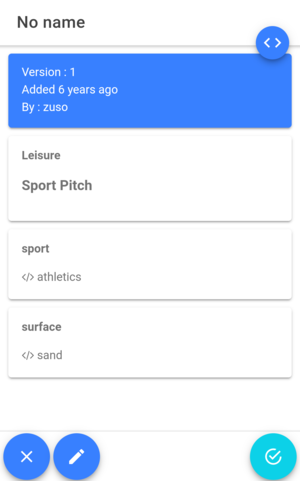 No name
Version : 1
Added 6 years ago
By : zuso
Leisure
Sport Pitch
sport
</> athletics
surface
</> sand